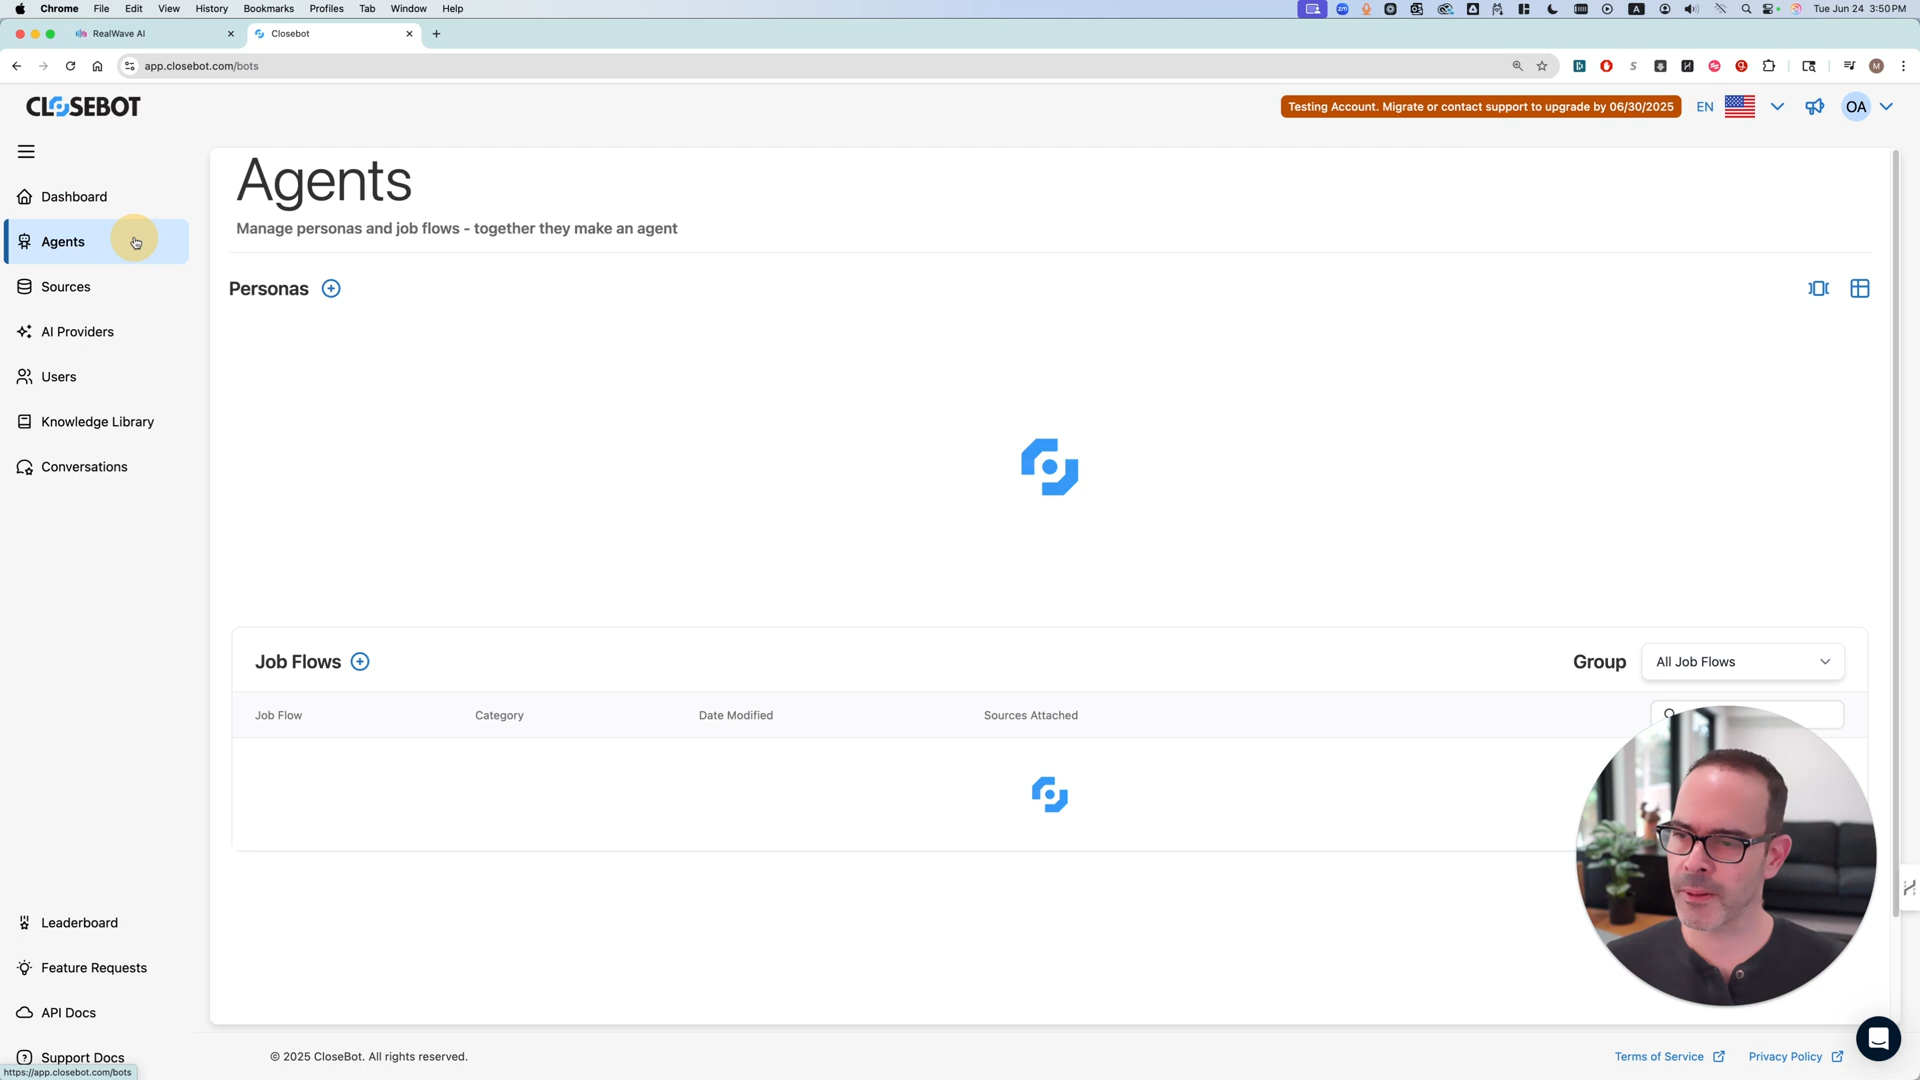 Chrome File Edit View History Bookmarks Profiles Tab Window Help Tue Jun 24 3:50 PM
RealWave AI Closebot
app.closebot.com/bots
CLOSEBOT
Testing Account. Migrate or contact support to upgrade by 06/30/2025
EN
OA
Dashboard
Agents
Sources
AI Providers
Users
Knowledge Library
Conversations
Leaderboard
Feature Requests
API Docs
Support Docs
https://app.closebot.com/bots
Agents
Manage personas and job flows - together they make an agent
Personas
Job Flows
Group All Job Flows
Job Flow Category Date Modified Sources Attached
© 2025 CloseBot. All rights reserved.
Terms of Service Privacy Policy